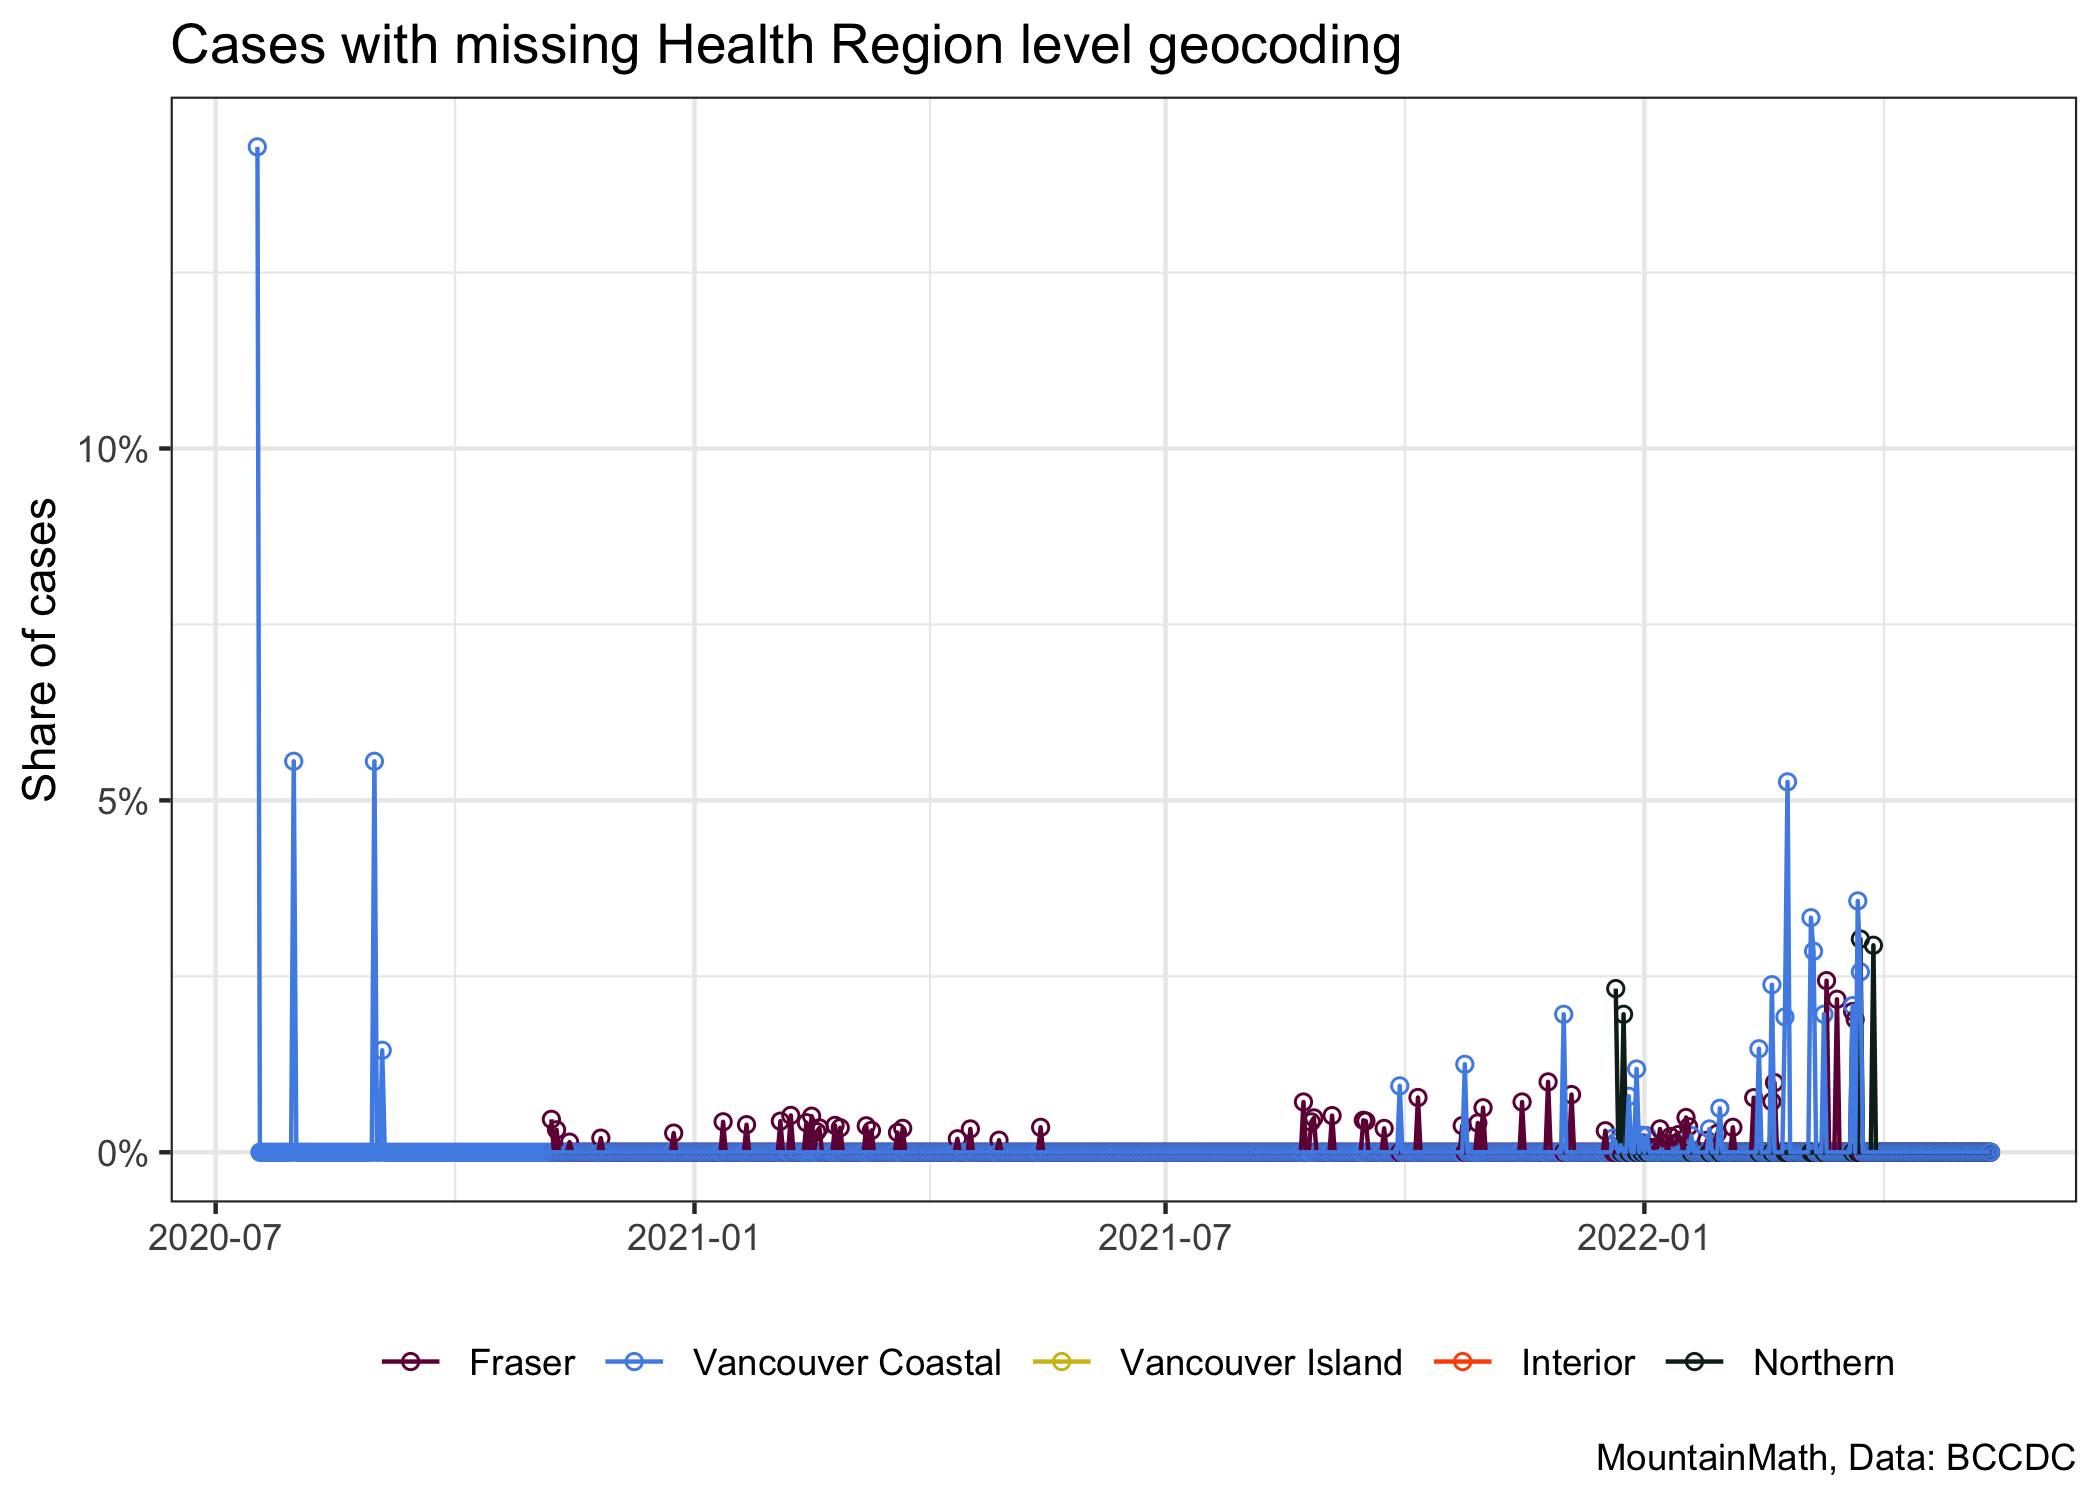 Cases with missing Health Region level geocoding
Share of cases
10%
5%
0%
2020-07
2021-01
2021-07
2022-01
Fraser
Vancouver Coastal
Vancouver Island
Interior
Northern
MountainMath, Data: BCCDC